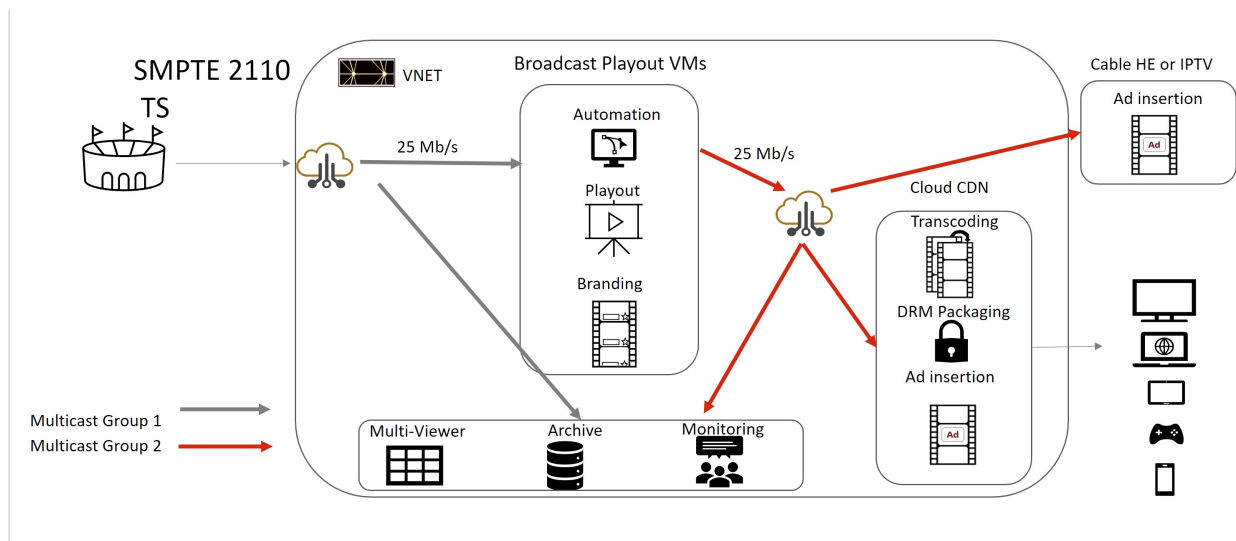 SMPTE 2110
TS
VNET
Broadcast Playout VMs
Cable HE or IPTV
Ad insertion
Ad
Automation
25 Mb/s
25 Mb/s
Playout
Cloud CDN
Transcoding
Branding
DRM Packaging
Ad insertion
Ad
Multicast Group 1
Multicast Group 2
Multi-Viewer
Archive
Monitoring